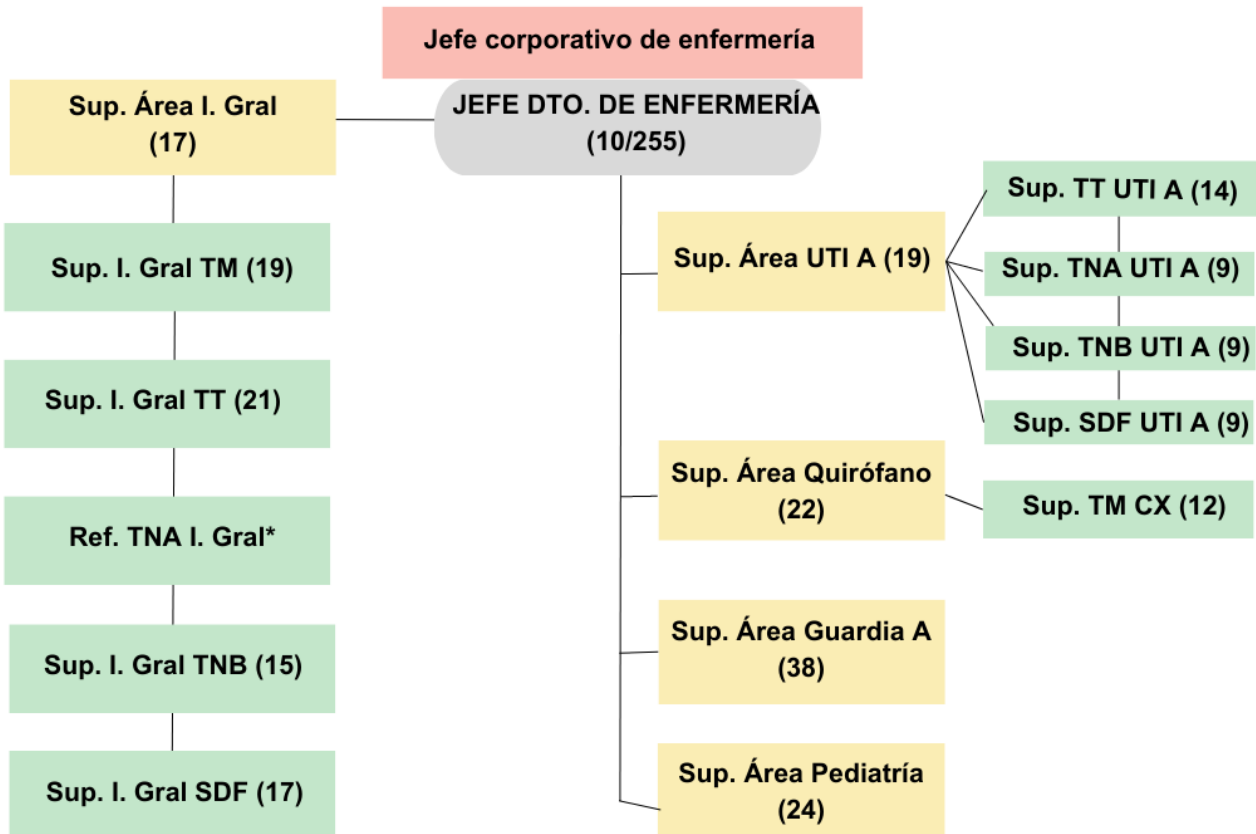 Jefe corporativo de enfermería
JEFE DTO. DE ENFERMERÍA
(10/255)
Sup. Área I. Gral
(17)
Sup. I. Gral TM (19)
Sup. I. Gral TT (21)
Ref. TNA I. Gral*
Sup. I. Gral TNB (15)
Sup. I. Gral SDF (17)
Sup. Área UTI A (19)
Sup. TT UTI A (14)
Sup. TNA UTI A (9)
Sup. TNB UTI A (9)
Sup. SDF UTI A (9)
Sup. Área Quirófano
(22)
Sup. TM CX (12)
Sup. Área Guardia A
(38)
Sup. Área Pediatría
(24)